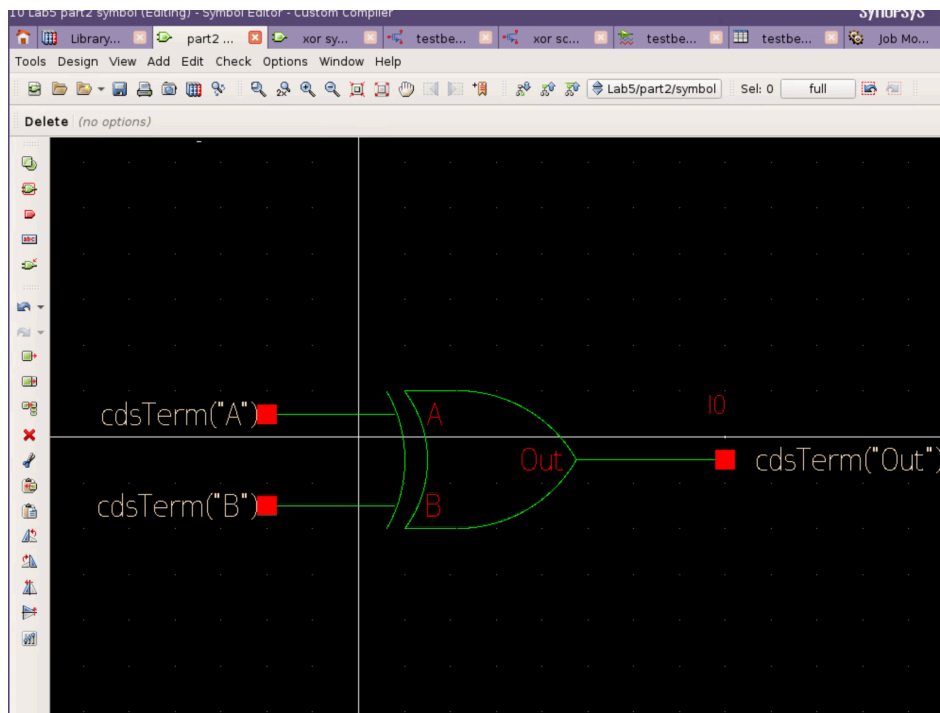 10 Lab5 part2 symbol (Editing) - Symbol Editor - Custom Compiler
SYNOPSYS
Library... part2 ... xor sy... testbe... xor sc... testbe... testbe... Job Mo...
Tools Design View Add Edit Check Options Window Help
Lab5/part2/symbol Sel: 0 full
Delete (no options)
abc
I0
cdsTerm("A") A
Out cdsTerm("Out")
cdsTerm("B") B